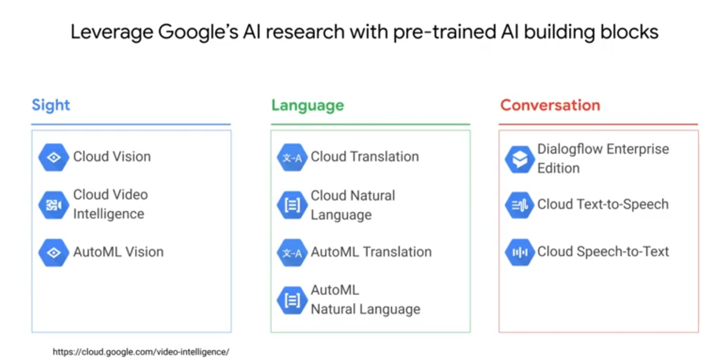 Leverage Google's AI research with pre-trained AI building blocks
Sight
Cloud Vision
Cloud Video
Intelligence
AutoML Vision
Language
文-A Cloud Translation
Cloud Natural
Language
文-A AutoML Translation
AutoML
Natural Language
Conversation
Dialogflow Enterprise
Edition
Cloud Text-to-Speech
Cloud Speech-to-Text
https://cloud.google.com/video-intelligence/